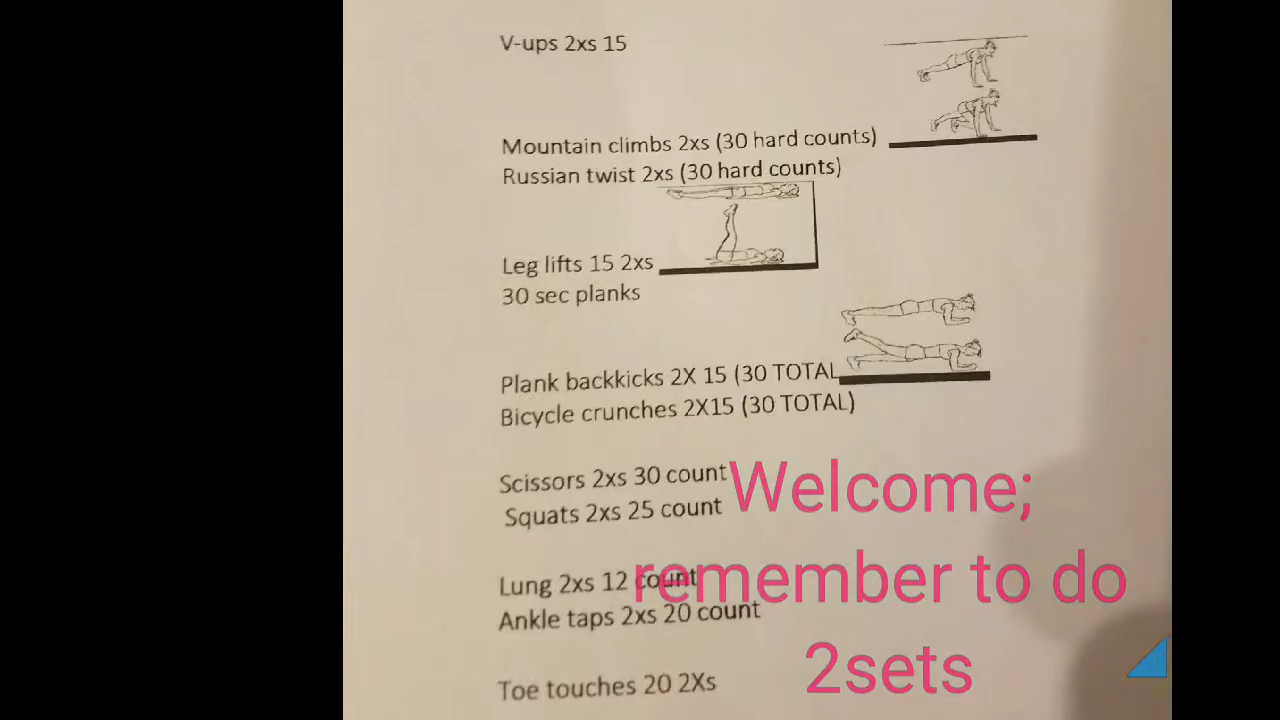 V-ups 2xs 15
Mountain climbs 2xs (30 hard counts)
Russian twist 2xs (30 hard counts)
Leg lifts 15 2xs
30 sec planks
Plank backkicks 2X 15 (30 TOTAL
Bicycle crunches 2X15 (30 TOTAL)
Scissors 2xs 30 count
Squats 2xs 25 count
Lung 2xs 12 count
Ankle taps 2xs 20 count
Toe touches 20 2Xs
Welcome;
remember to do
2sets